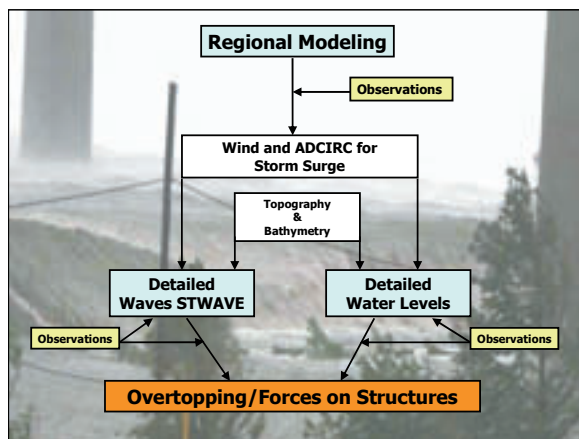 Regional Modeling
Observations
Wind and ADCIRC for
Storm Surge
Topography
&
Bathymetry
Detailed
Waves STWAVE
Detailed
Water Levels
Observations
Observations
Overtopping/Forces on Structures